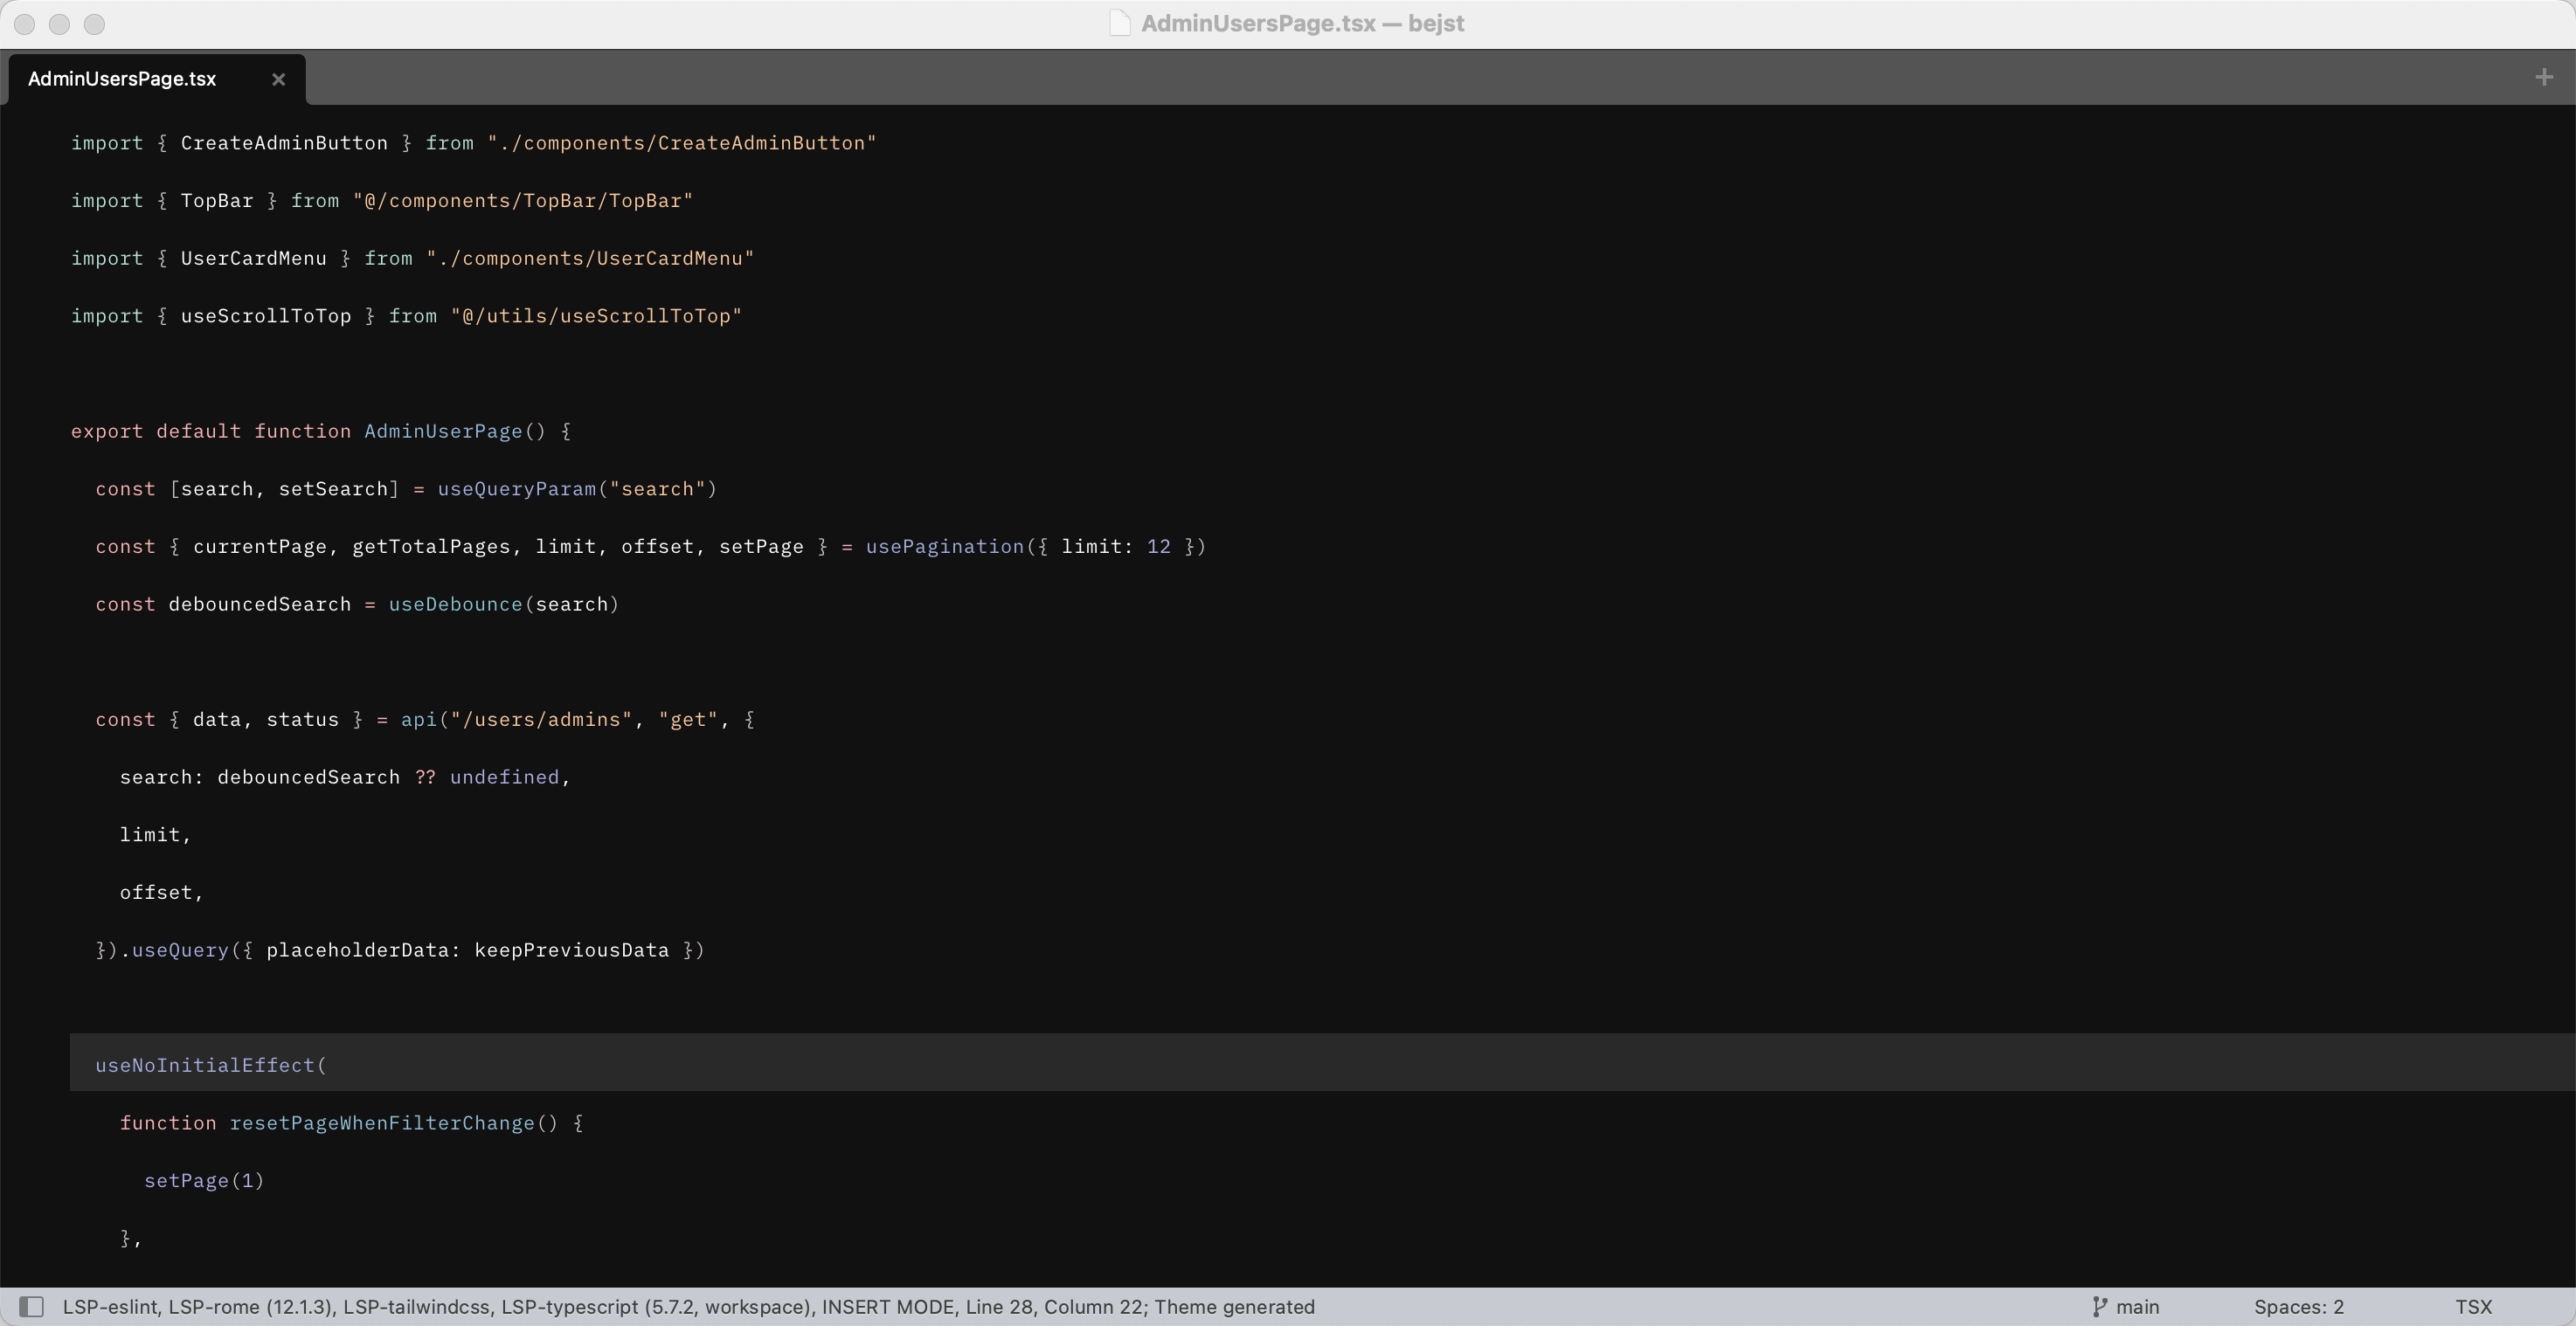 AdminUsersPage.tsx — bejst
AdminUsersPage.tsx
import { CreateAdminButton } from "./components/CreateAdminButton"
import { TopBar } from "@/components/TopBar/TopBar"
import { UserCardMenu } from "./components/UserCardMenu"
import { useScrollToTop } from "@/utils/useScrollToTop"
export default function AdminUserPage() {
  const [search, setSearch] = useQueryParam("search")
  const { currentPage, getTotalPages, limit, offset, setPage } = usePagination({ limit: 12 })
  const debouncedSearch = useDebounce(search)
  const { data, status } = api("/users/admins", "get", {
    search: debouncedSearch ?? undefined,
    limit,
    offset,
  }).useQuery({ placeholderData: keepPreviousData })
  useNoInitialEffect(
    function resetPageWhenFilterChange() {
      setPage(1)
    },
LSP-eslint, LSP-rome (12.1.3), LSP-tailwindcss, LSP-typescript (5.7.2, workspace), INSERT MODE, Line 28, Column 22; Theme generated
main
Spaces: 2
TSX